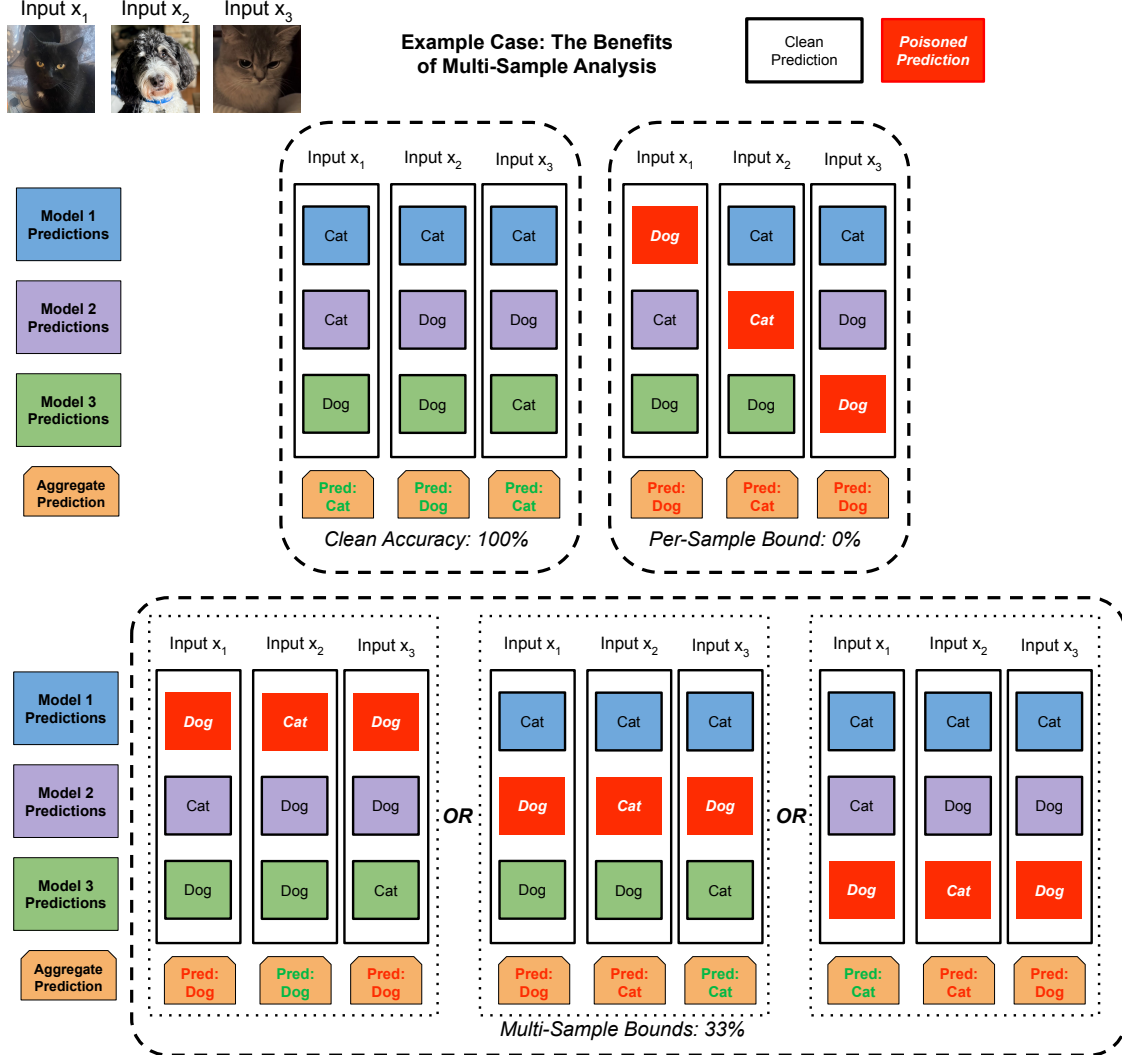 Input x₁ Input x₂ Input x₃
Example Case: The Benefits
of Multi-Sample Analysis
Clean
Prediction
Poisoned
Prediction
Input x₁ Input x₂ Input x₃
Input x₁ Input x₂ Input x₃
Model 1
Predictions
Cat Cat Cat
Dog Cat Cat
Model 2
Predictions
Cat Dog Dog
Cat Cat Dog
Model 3
Predictions
Dog Dog Cat
Dog Dog Dog
Aggregate
Prediction
Pred: Pred: Pred:
Cat Dog Cat
Pred: Pred: Pred:
Dog Cat Dog
Clean Accuracy: 100%
Per-Sample Bound: 0%
Input x₁ Input x₂ Input x₃
Input x₁ Input x₂ Input x₃
Input x₁ Input x₂ Input x₃
Model 1
Predictions
Dog Cat Dog
Cat Cat Cat
Cat Cat Cat
Model 2
Predictions
Cat Dog Dog
OR
Dog Cat Dog
OR
Cat Dog Dog
Model 3
Predictions
Dog Dog Cat
Dog Dog Cat
Dog Cat Dog
Aggregate
Prediction
Pred: Pred: Pred:
Dog Dog Dog
Pred: Pred: Pred:
Dog Cat Cat
Pred: Pred: Pred:
Cat Cat Dog
Multi-Sample Bounds: 33%